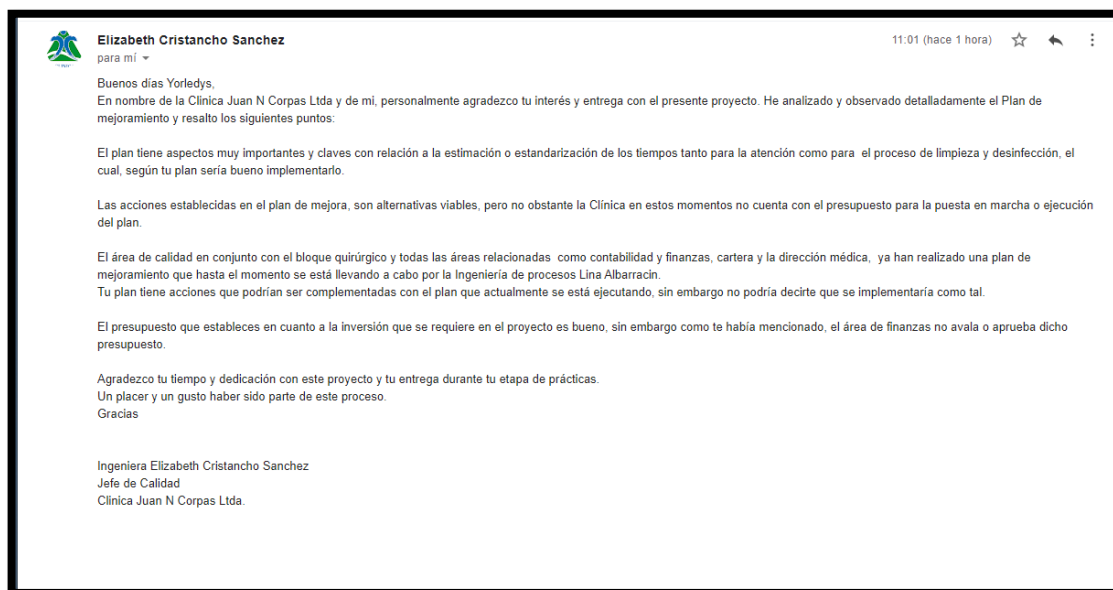 Elizabeth Cristancho Sanchez
11:01 (hace 1 hora)
para mí
Buenos días Yorledys,
En nombre de la Clinica Juan N Corpas Ltda y de mi, personalmente agradezco tu interés y entrega con el presente proyecto. He analizado y observado detalladamente el Plan de
mejoramiento y resalto los siguientes puntos:
El plan tiene aspectos muy importantes y claves con relación a la estimación o estandarización de los tiempos tanto para la atención como para el proceso de limpieza y desinfección, el
cual, según tu plan sería bueno implementarlo.
Las acciones establecidas en el plan de mejora, son alternativas viables, pero no obstante la Clínica en estos momentos no cuenta con el presupuesto para la puesta en marcha o ejecución
del plan.
El área de calidad en conjunto con el bloque quirúrgico y todas las áreas relacionadas como contabilidad y finanzas, cartera y la dirección médica, ya han realizado una plan de
mejoramiento que hasta el momento se está llevando a cabo por la Ingeniería de procesos Lina Albarracin.
Tu plan tiene acciones que podrían ser complementadas con el plan que actualmente se está ejecutando, sin embargo no podría decirte que se implementaría como tal.
El presupuesto que estableces en cuanto a la inversión que se requiere en el proyecto es bueno, sin embargo como te había mencionado, el área de finanzas no avala o aprueba dicho
presupuesto.
Agradezco tu tiempo y dedicación con este proyecto y tu entrega durante tu etapa de prácticas.
Un placer y un gusto haber sido parte de este proceso.
Gracias
Ingeniera Elizabeth Cristancho Sanchez
Jefe de Calidad
Clinica Juan N Corpas Ltda.